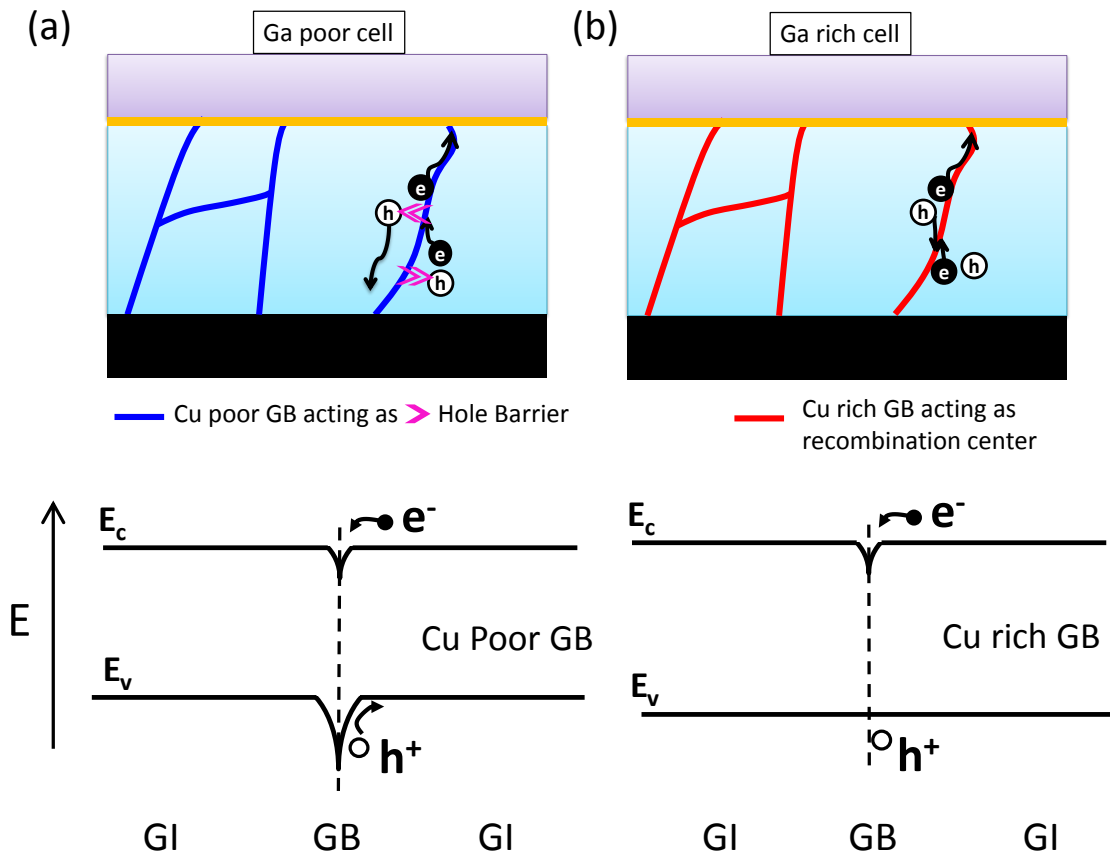 (a)
Ga poor cell
e
h
e
h
Cu poor GB acting as Hole Barrier
(b)
Ga rich cell
e
h
e
h
Cu rich GB acting as
recombination center
E
Ec
e-
Cu Poor GB
Ev
h+
GI GB GI
Ec
e-
Cu rich GB
Ev
h+
GI GB GI